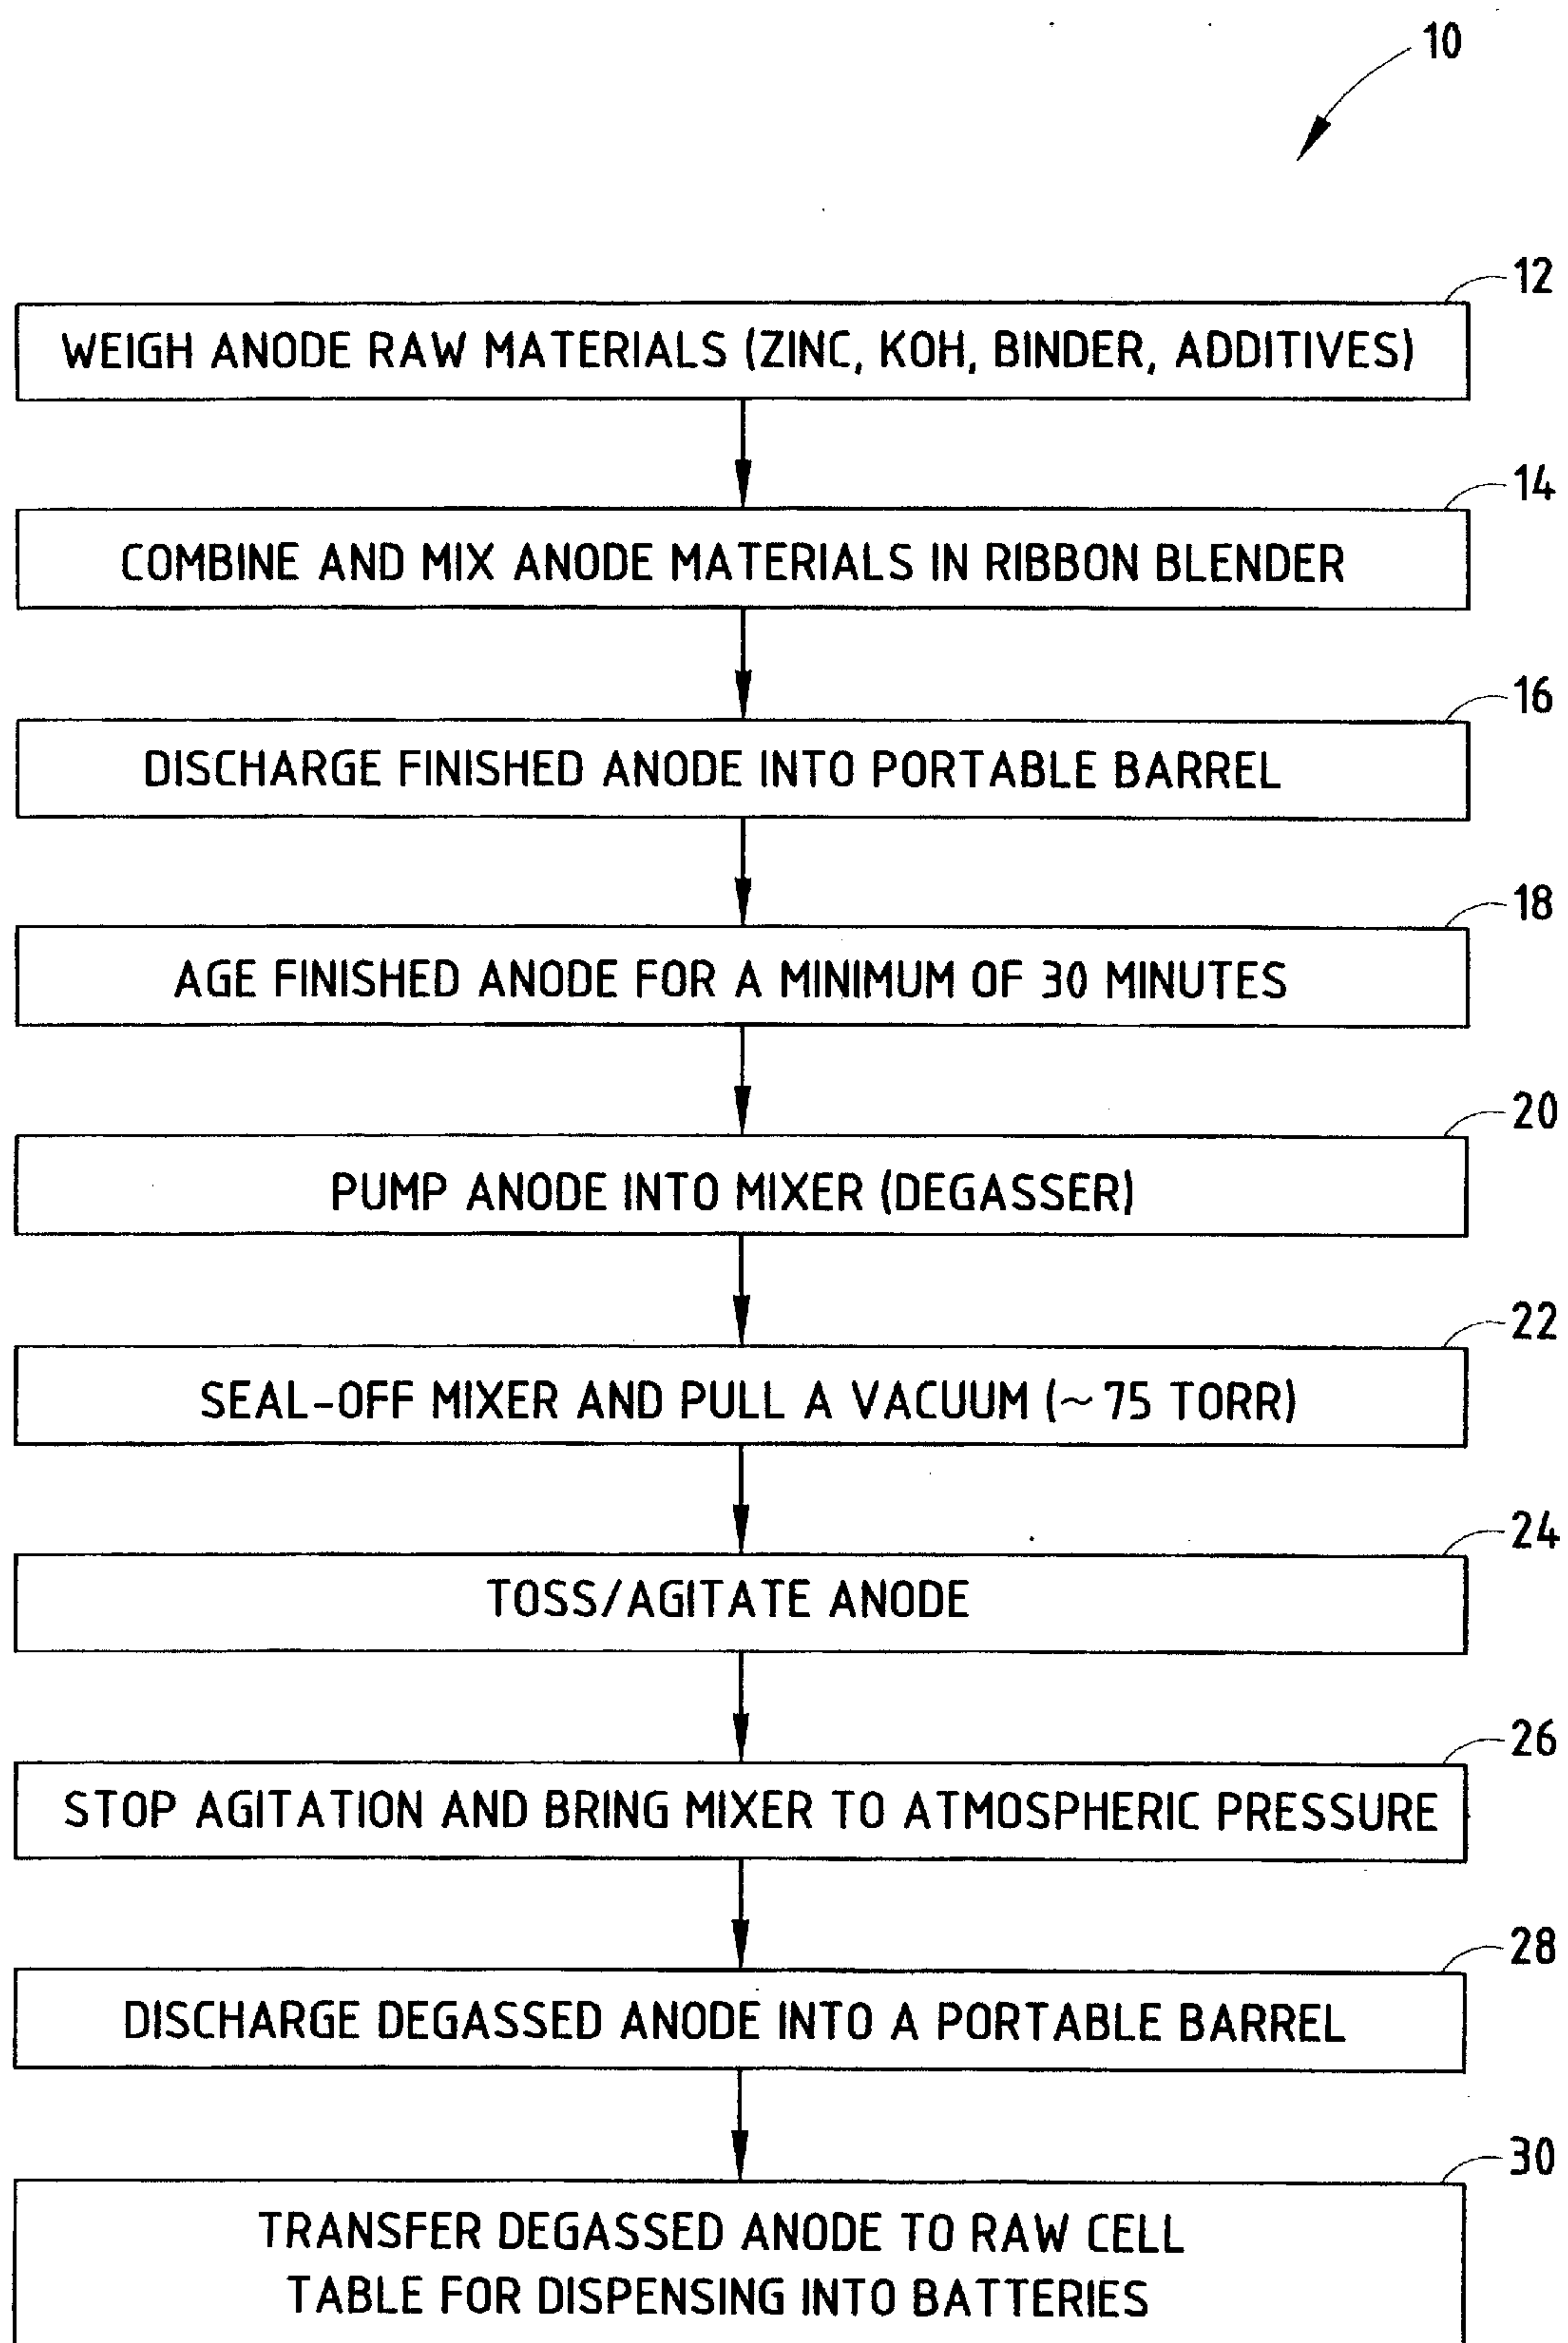 10
12
WEIGH ANODE RAW MATERIALS (ZINC, KOH, BINDER, ADDITIVES)
14
COMBINE AND MIX ANODE MATERIALS IN RIBBON BLENDER
16
DISCHARGE FINISHED ANODE INTO PORTABLE BARREL
18
AGE FINISHED ANODE FOR A MINIMUM OF 30 MINUTES
20
PUMP ANODE INTO MIXER (DEGASSER)
22
SEAL-OFF MIXER AND PULL A VACUUM (~75 TORR)
24
TOSS/AGITATE ANODE
26
STOP AGITATION AND BRING MIXER TO ATMOSPHERIC PRESSURE
28
DISCHARGE DEGASSED ANODE INTO A PORTABLE BARREL
30
TRANSFER DEGASSED ANODE TO RAW CELL
TABLE FOR DISPENSING INTO BATTERIES